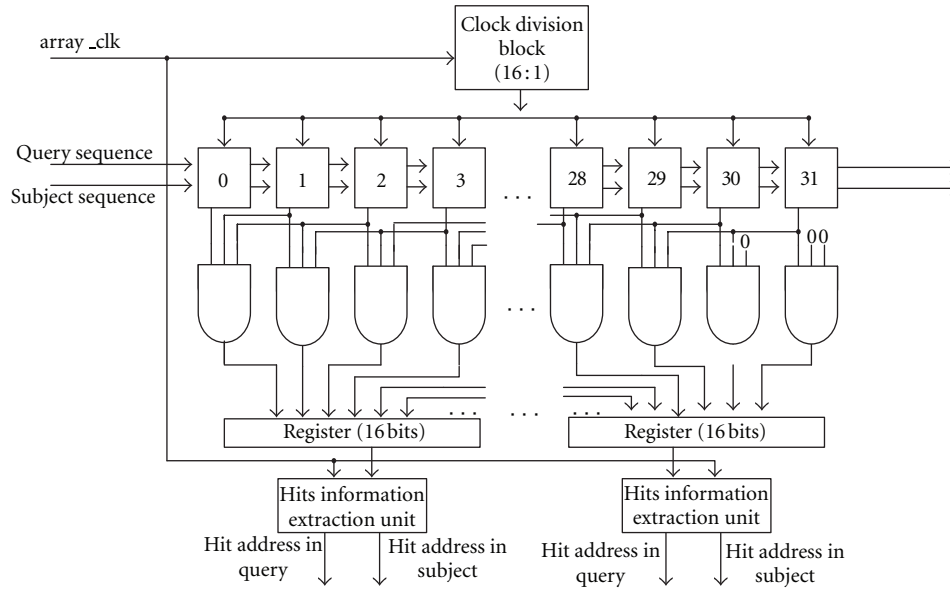 Clock division
block
(16:1)
array_clk
Query sequence
Subject sequence
0 1 2 3 ... 28 29 30 31
0 00
...
... ... ...
Register (16 bits) Register (16 bits)
Hits information
extraction unit
Hits information
extraction unit
Hit address in
query
Hit address in
subject
Hit address in
query
Hit address in
subject